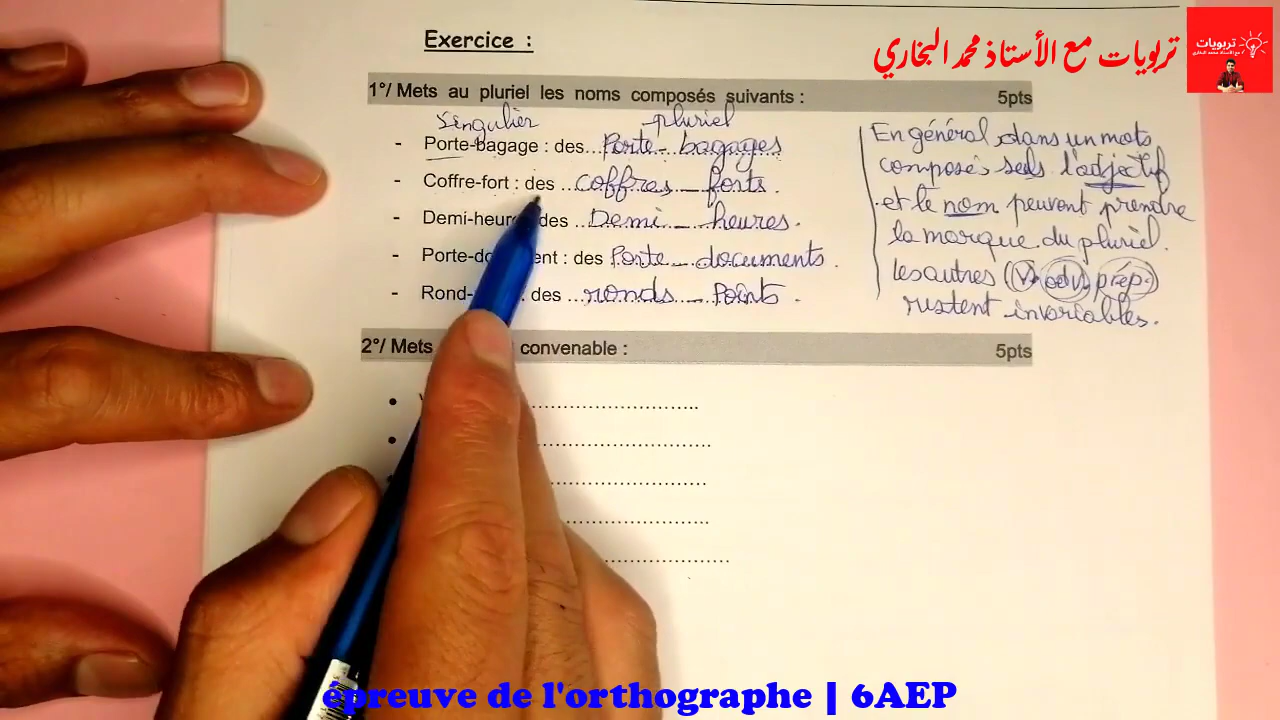 تربويات مع الأستاذ محمد البخاري
تربويات
Exercice :
1°/ Mets au pluriel les noms composés suivants : 5pts
Singulier pluriel
- Porte-bagage : des... Porte - bagages
- Coffre-fort : des ... coffres - forts.
- Demi-heure des ... Demi - heures.
- Porte-do ent : des Porte - documents.
- Rond- des ... ronds - Points.
En général, dans un mots
composés seuls l'adjectif
et le nom peuvent prendre
la marque du pluriel.
les autres (V. adv. prép.)
restent invariables.
2°/ Mets convenable : 5pts
épreuve de l'orthographe | 6AEP